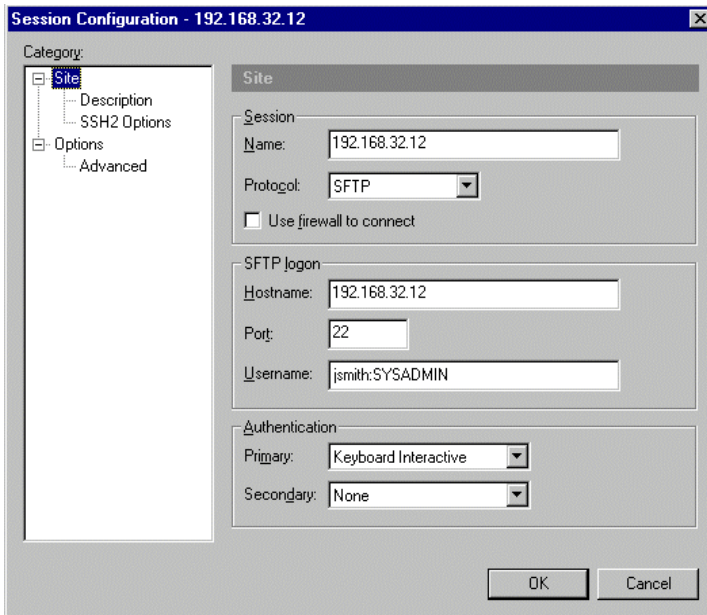 Session Configuration - 192.168.32.12
Category:
Site
Description
SSH2 Options
Options
Advanced
Site
Session
Name: 192.168.32.12
Protocol: SFTP
Use firewall to connect
SFTP logon
Hostname: 192.168.32.12
Port: 22
Username: jsmith:SYSADMIN
Authentication
Primary: Keyboard Interactive
Secondary: None
OK Cancel